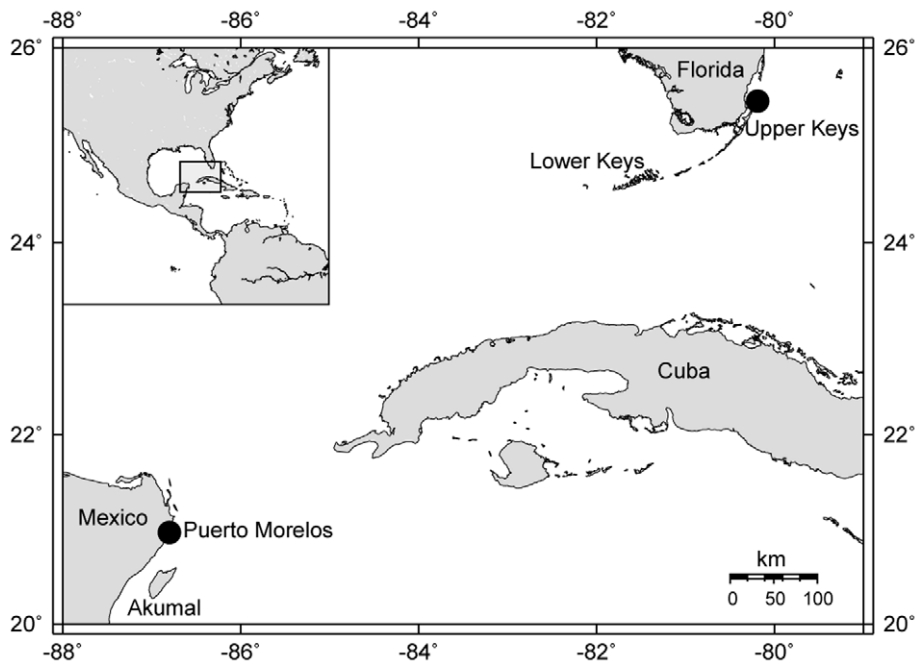 -88˚ -86˚ -84˚ -82˚ -80˚
26˚ 26˚
Florida
Upper Keys
Lower Keys
24˚ 24˚
Cuba
22˚ 22˚
Mexico
Puerto Morelos
km
Akumal
0 50 100
20˚ 20˚
-88˚ -86˚ -84˚ -82˚ -80˚